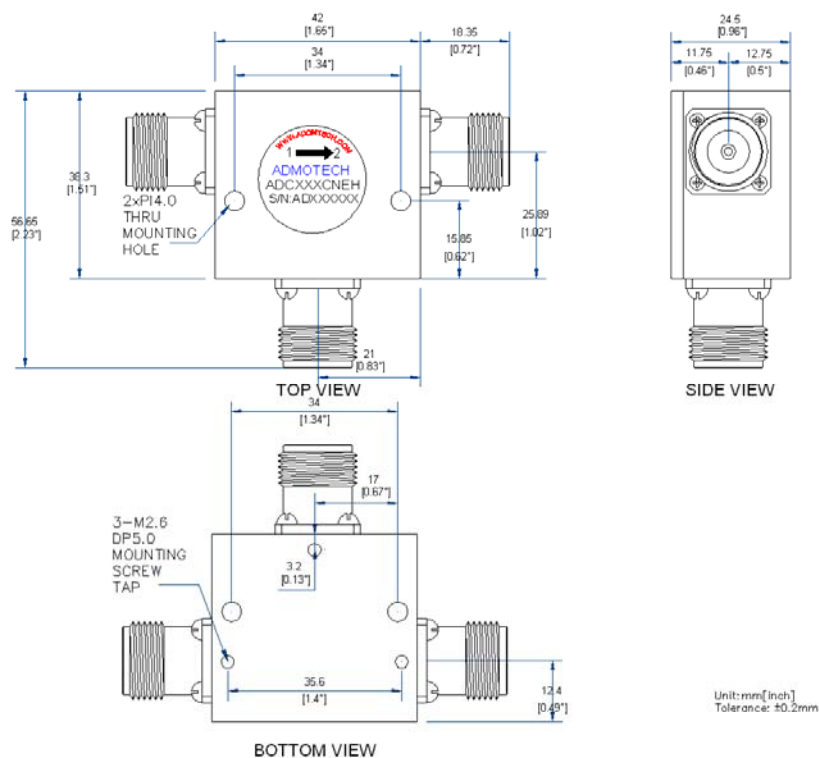 42
[1.65"]
18.35
[0.72"]
34
[1.34"]
24.5
[0.96"]
11.75
[0.46"]
12.75
[0.5"]
WWW.ADOMTECH.COM
1 2
ADMOTECH
ADCXXXCNEH
S/N:ADXXXXXX
38.3
[1.51"]
56.65
[2.23"]
2xPI4.0
THRU
MOUNTING
HOLE
15.85
[0.62"]
25.89
[1.02"]
21
[0.83"]
TOP VIEW
SIDE VIEW
34
[1.34"]
17
[0.67"]
3-M2.6
DP5.0
MOUNTING
SCREW
TAP
3.2
[0.13"]
35.6
[1.4"]
12.4
[0.49"]
Unit:mm[Inch]
Tolerance: ±0.2mm
BOTTOM VIEW